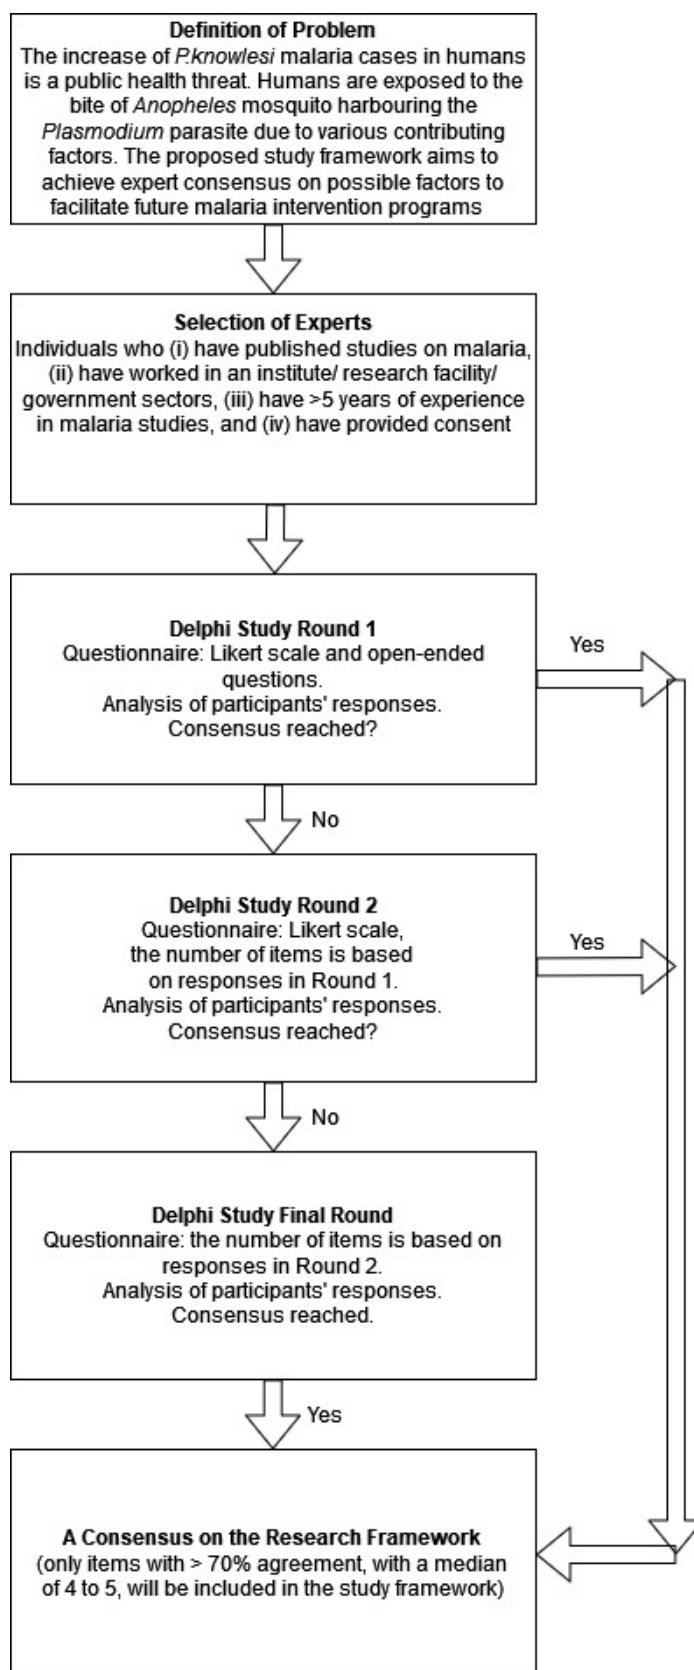 Definition of Problem
The increase of P.knowlesi malaria cases in humans
is a public health threat. Humans are exposed to the
bite of Anopheles mosquito harbouring the
Plasmodium parasite due to various contributing
factors. The proposed study framework aims to
achieve expert consensus on possible factors to
facilitate future malaria intervention programs
Selection of Experts
Individuals who (i) have published studies on malaria,
(ii) have worked in an institute/ research facility/
government sectors, (iii) have >5 years of experience
in malaria studies, and (iv) have provided consent
Delphi Study Round 1
Questionnaire: Likert scale and open-ended
questions.
Analysis of participants' responses.
Consensus reached?
Yes
No
Delphi Study Round 2
Questionnaire: Likert scale,
the number of items is based
on responses in Round 1.
Analysis of participants' responses.
Consensus reached?
Yes
No
Delphi Study Final Round
Questionnaire: the number of items is based on
responses in Round 2.
Analysis of participants' responses.
Consensus reached.
Yes
A Consensus on the Research Framework
(only items with > 70% agreement, with a median
of 4 to 5, will be included in the study framework)